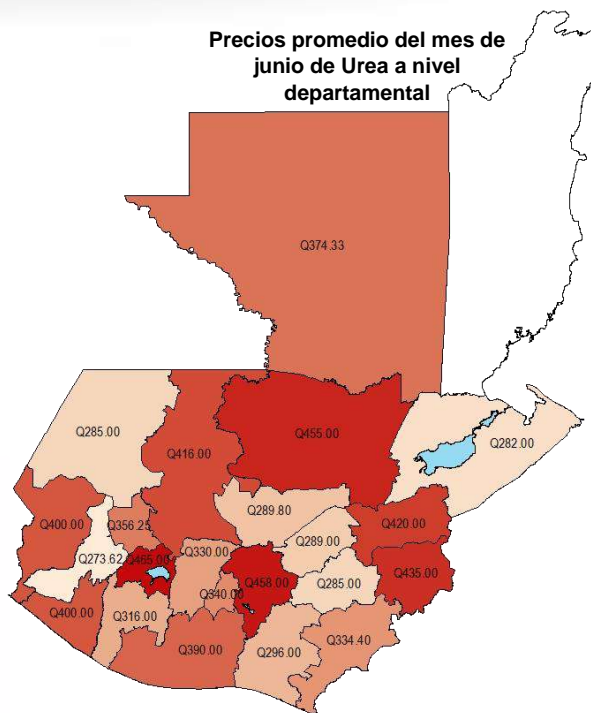 Precios promedio del mes de
junio de Urea a nivel
departamental
Q374.33
Q285.00
Q416.00
Q455.00
Q282.00
Q289.80
Q400.00
Q356.25
Q420.00
Q289.00
Q330.00
Q273.62
Q465.00
Q435.00
Q458.00
Q285.00
Q340.00
Q400.00
Q316.00
Q334.40
Q390.00
Q296.00